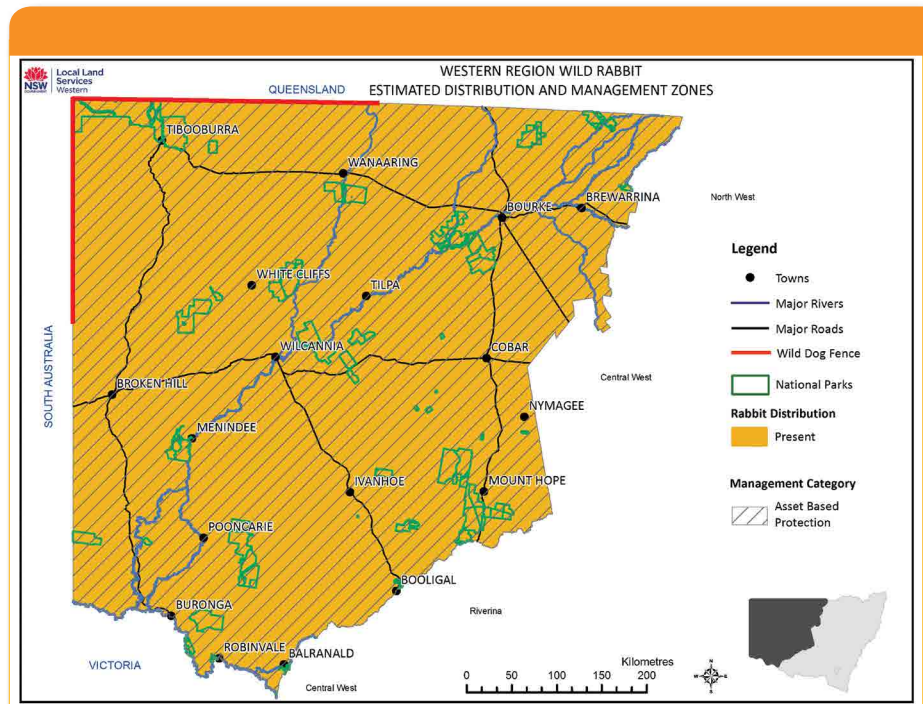 Local Land
Services
Western
NSW
GOVERNMENT
WESTERN REGION WILD RABBIT
ESTIMATED DISTRIBUTION AND MANAGEMENT ZONES
QUEENSLAND
TIBOOBURRA
WANAARING
BREWARRINA
North West
BOURKE
WHITE CLIFFS
TILPA
SOUTH AUSTRALIA
WILCANNIA
COBAR
Central West
BROKEN HILL
NYMAGEE
MENINDEE
IVANHOE
MOUNT HOPE
POONCARIE
BOOLIGAL
BURONGA
Riverina
ROBINVALE
BALRANALD
VICTORIA
Central West
Legend
Towns
Major Rivers
Major Roads
Wild Dog Fence
National Parks
Rabbit Distribution
Present
Management Category
Asset Based
Protection
Kilometres
0 50 100 150 200
N
W E
S